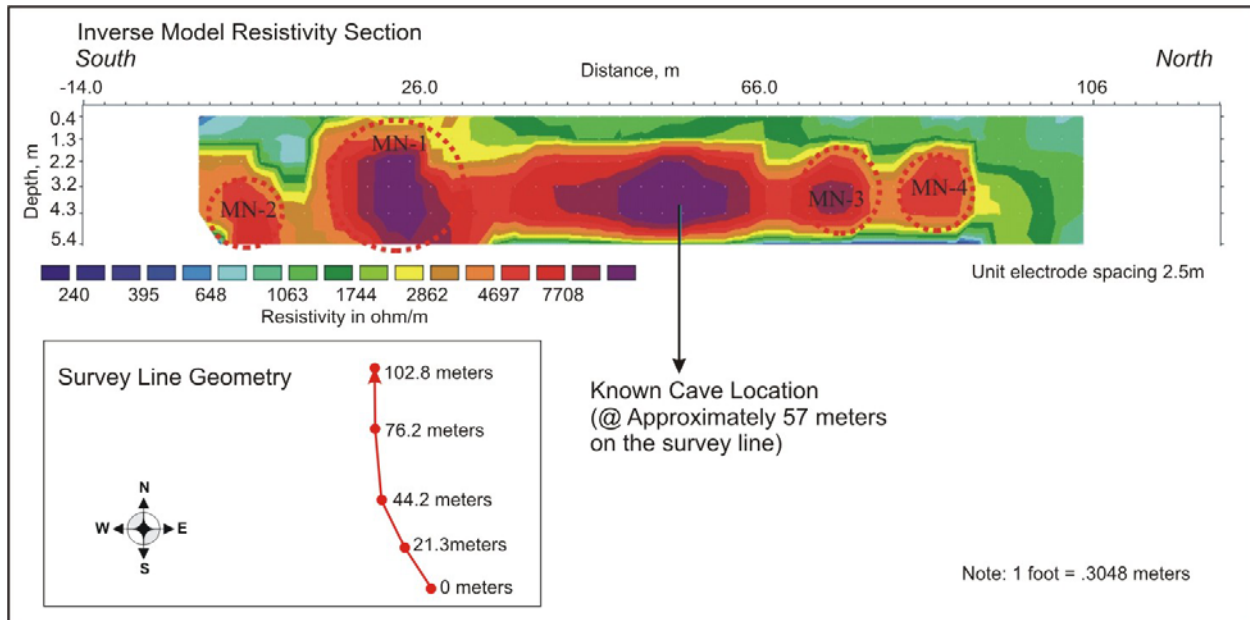 Inverse Model Resistivity Section
South
North
Distance, m
-14.0 26.0 66.0 106
Depth, m
0.4
1.3
2.2
3.2
4.3
5.4
MN-1
MN-2
MN-3
MN-4
240 395 648 1063 1744 2862 4697 7708
Resistivity in ohm/m
Unit electrode spacing 2.5m
Survey Line Geometry
102.8 meters
76.2 meters
44.2 meters
21.3meters
0 meters
N
W E
S
Known Cave Location
(@ Approximately 57 meters
on the survey line)
Note: 1 foot = .3048 meters